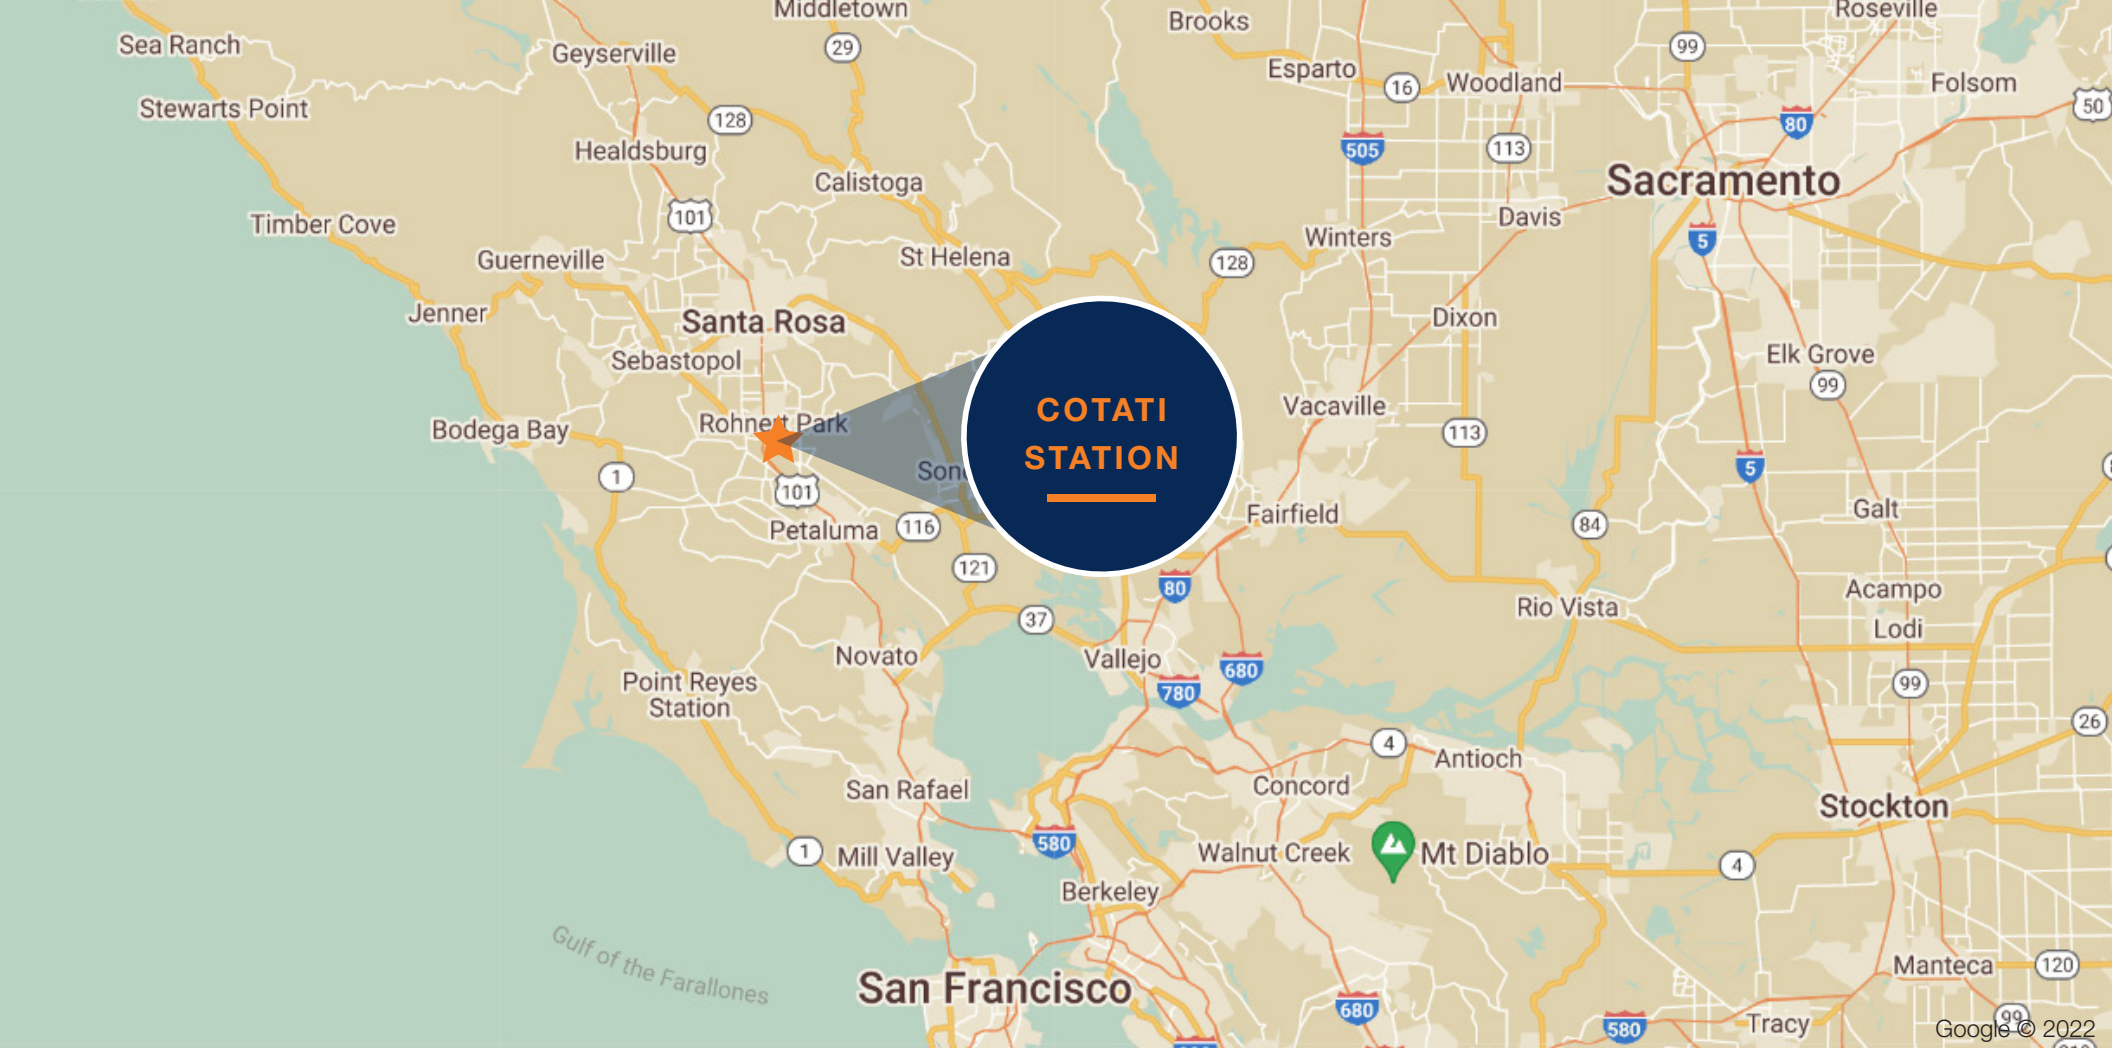 Middletown
Brooks
Roseville
Sea Ranch
29
99
Geyserville
Esparto
16
Woodland
Folsom
Stewarts Point
128
80
50
Healdsburg
505
113
Calistoga
Sacramento
101
Davis
Timber Cove
Winters
5
Guerneville
St Helena
128
Jenner
Santa Rosa
Dixon
Sebastopol
Elk Grove
99
Vacaville
COTATI
STATION
Rohnert Park
Bodega Bay
113
1
Son
5
101
Fairfield
Galt
Petaluma
116
84
121
80
Acampo
37
Rio Vista
Lodi
Novato
Vallejo
680
Point Reyes
Station
780
99
26
4
Antioch
San Rafael
Concord
Stockton
580
1
Mill Valley
Walnut Creek
Mt Diablo
4
Berkeley
Gulf of the Farallones
Manteca
120
San Francisco
680
99
580
Tracy
Google © 2022